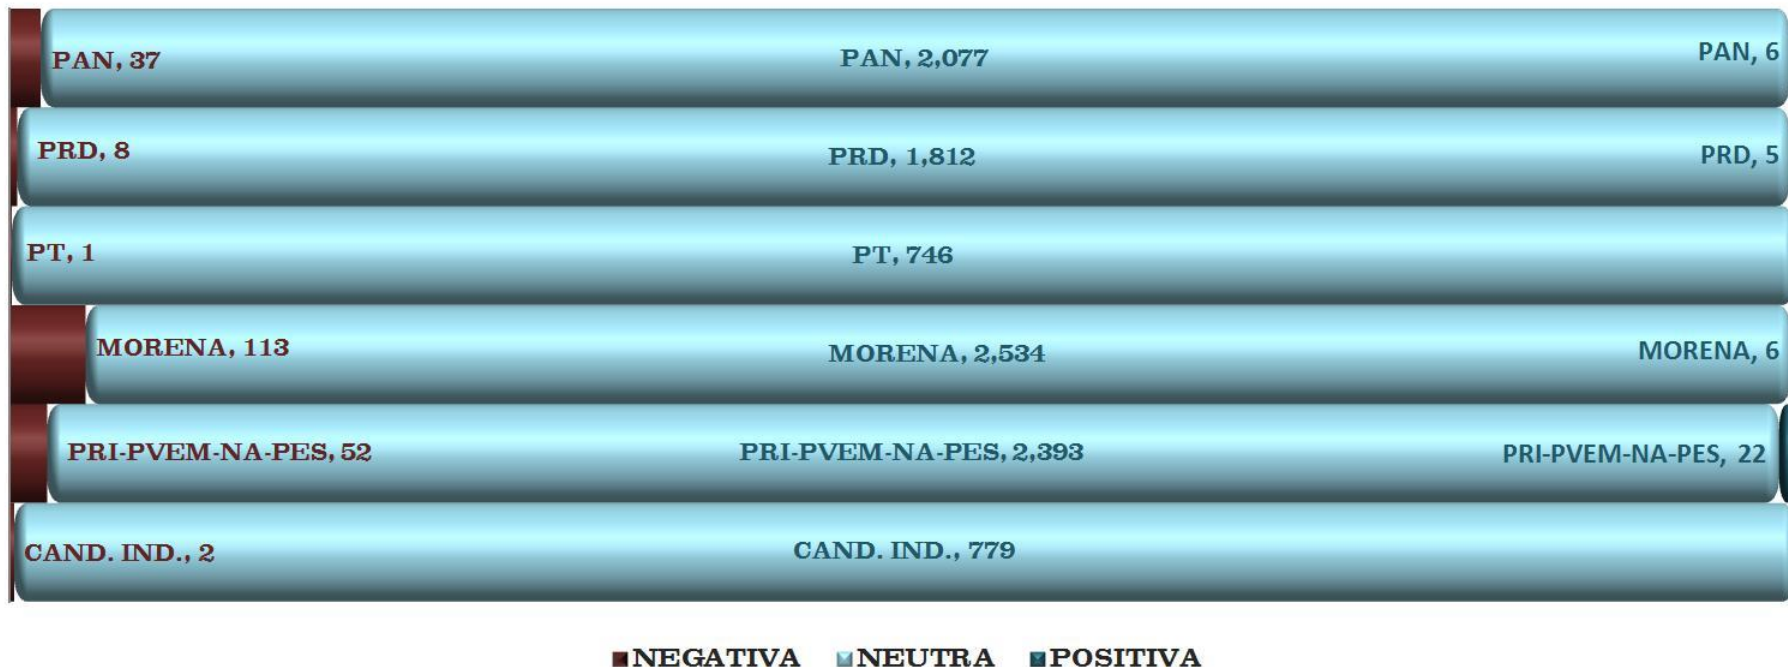 PAN, 37 PAN, 2,077 PAN, 6
PRD, 8 PRD, 1,812 PRD, 5
PT, 1 PT, 746
MORENA, 113 MORENA, 2,534 MORENA, 6
PRI-PVEM-NA-PES, 52 PRI-PVEM-NA-PES, 2,393 PRI-PVEM-NA-PES, 22
CAND. IND., 2 CAND. IND., 779
NEGATIVA NEUTRA POSITIVA